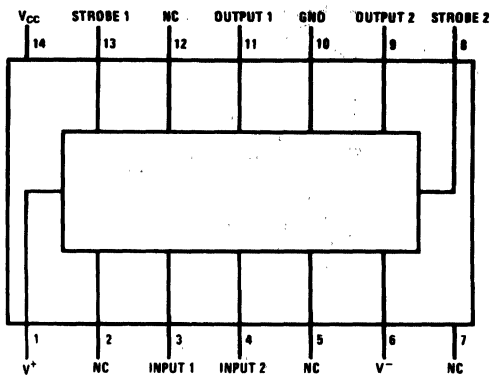 V_CC STROBE 1 NC OUTPUT 1 GND OUTPUT 2 STROBE 2
14 13 12 11 10 9 8
1 2 3 4 5 6 7
V+ NC INPUT 1 INPUT 2 NC V− NC